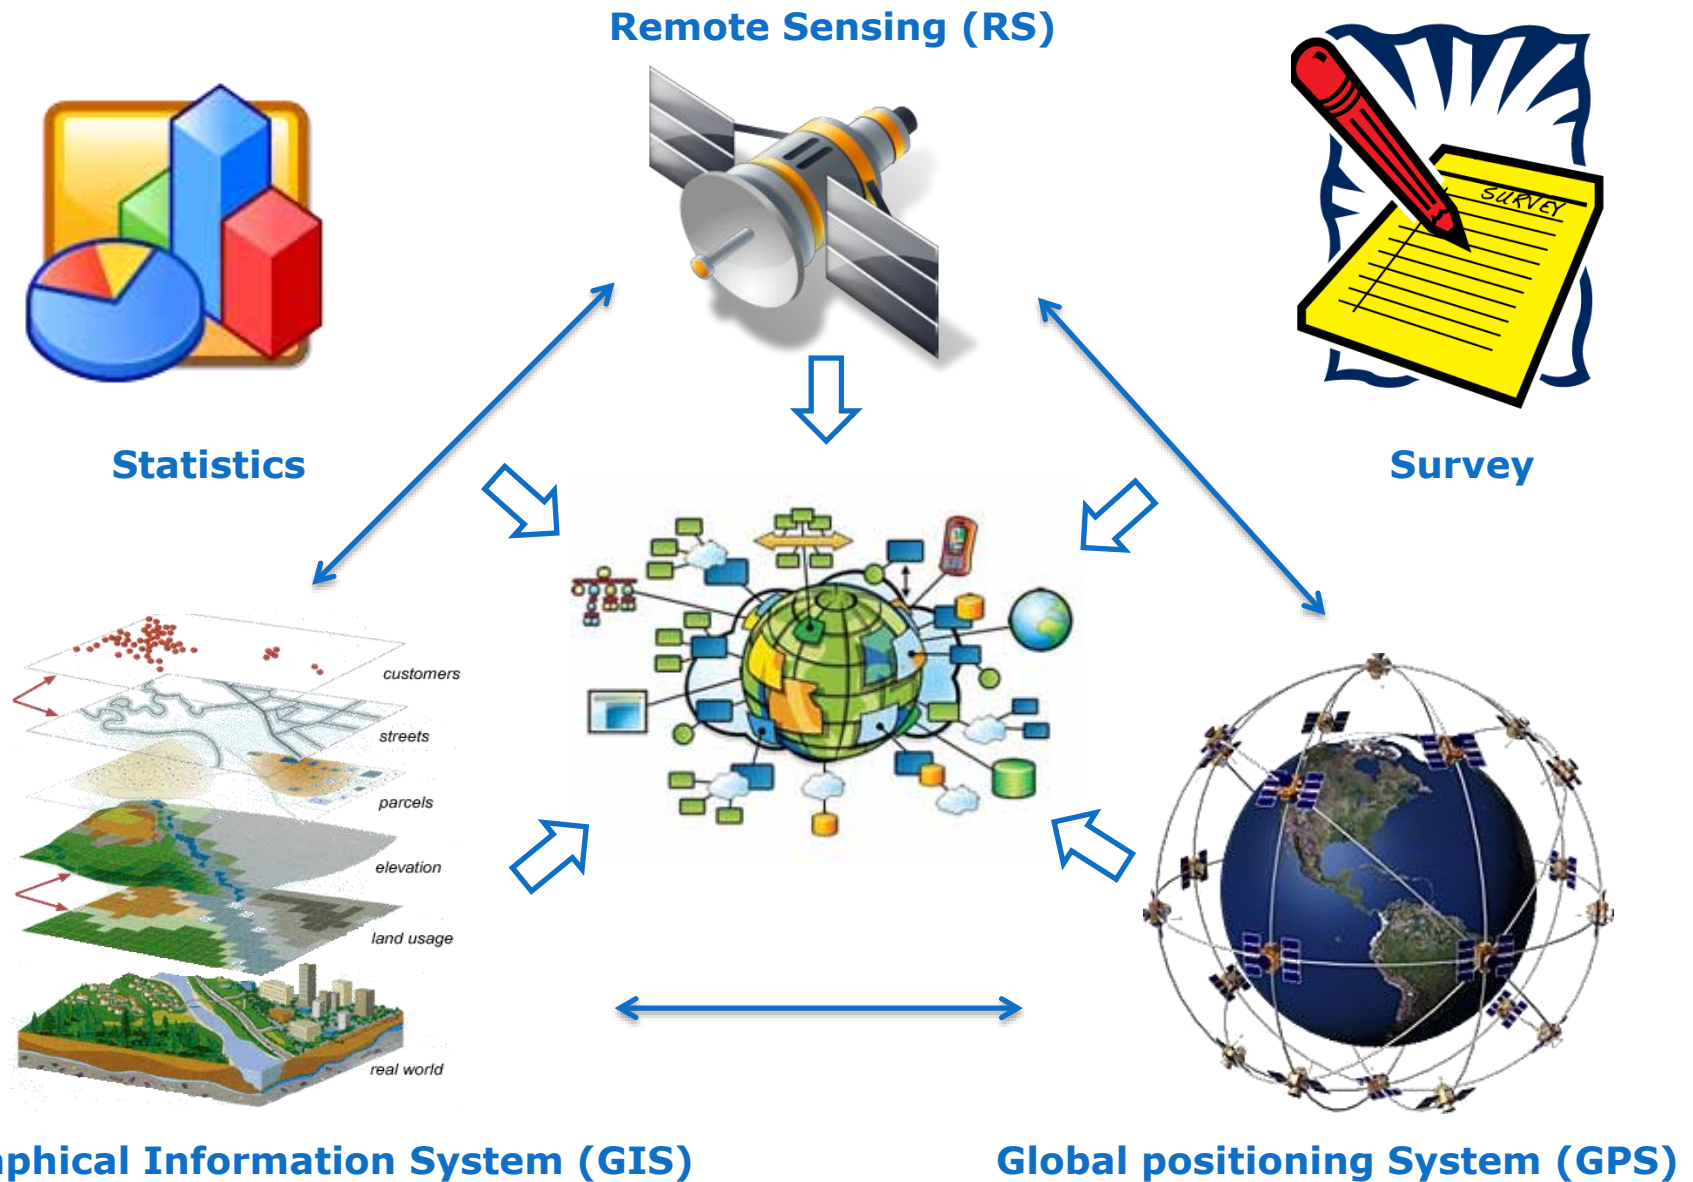 Remote Sensing (RS)
SURVEY
Statistics
Survey
customers
streets
parcels
elevation
land usage
real world
aphical Information System (GIS)
Global positioning System (GPS)